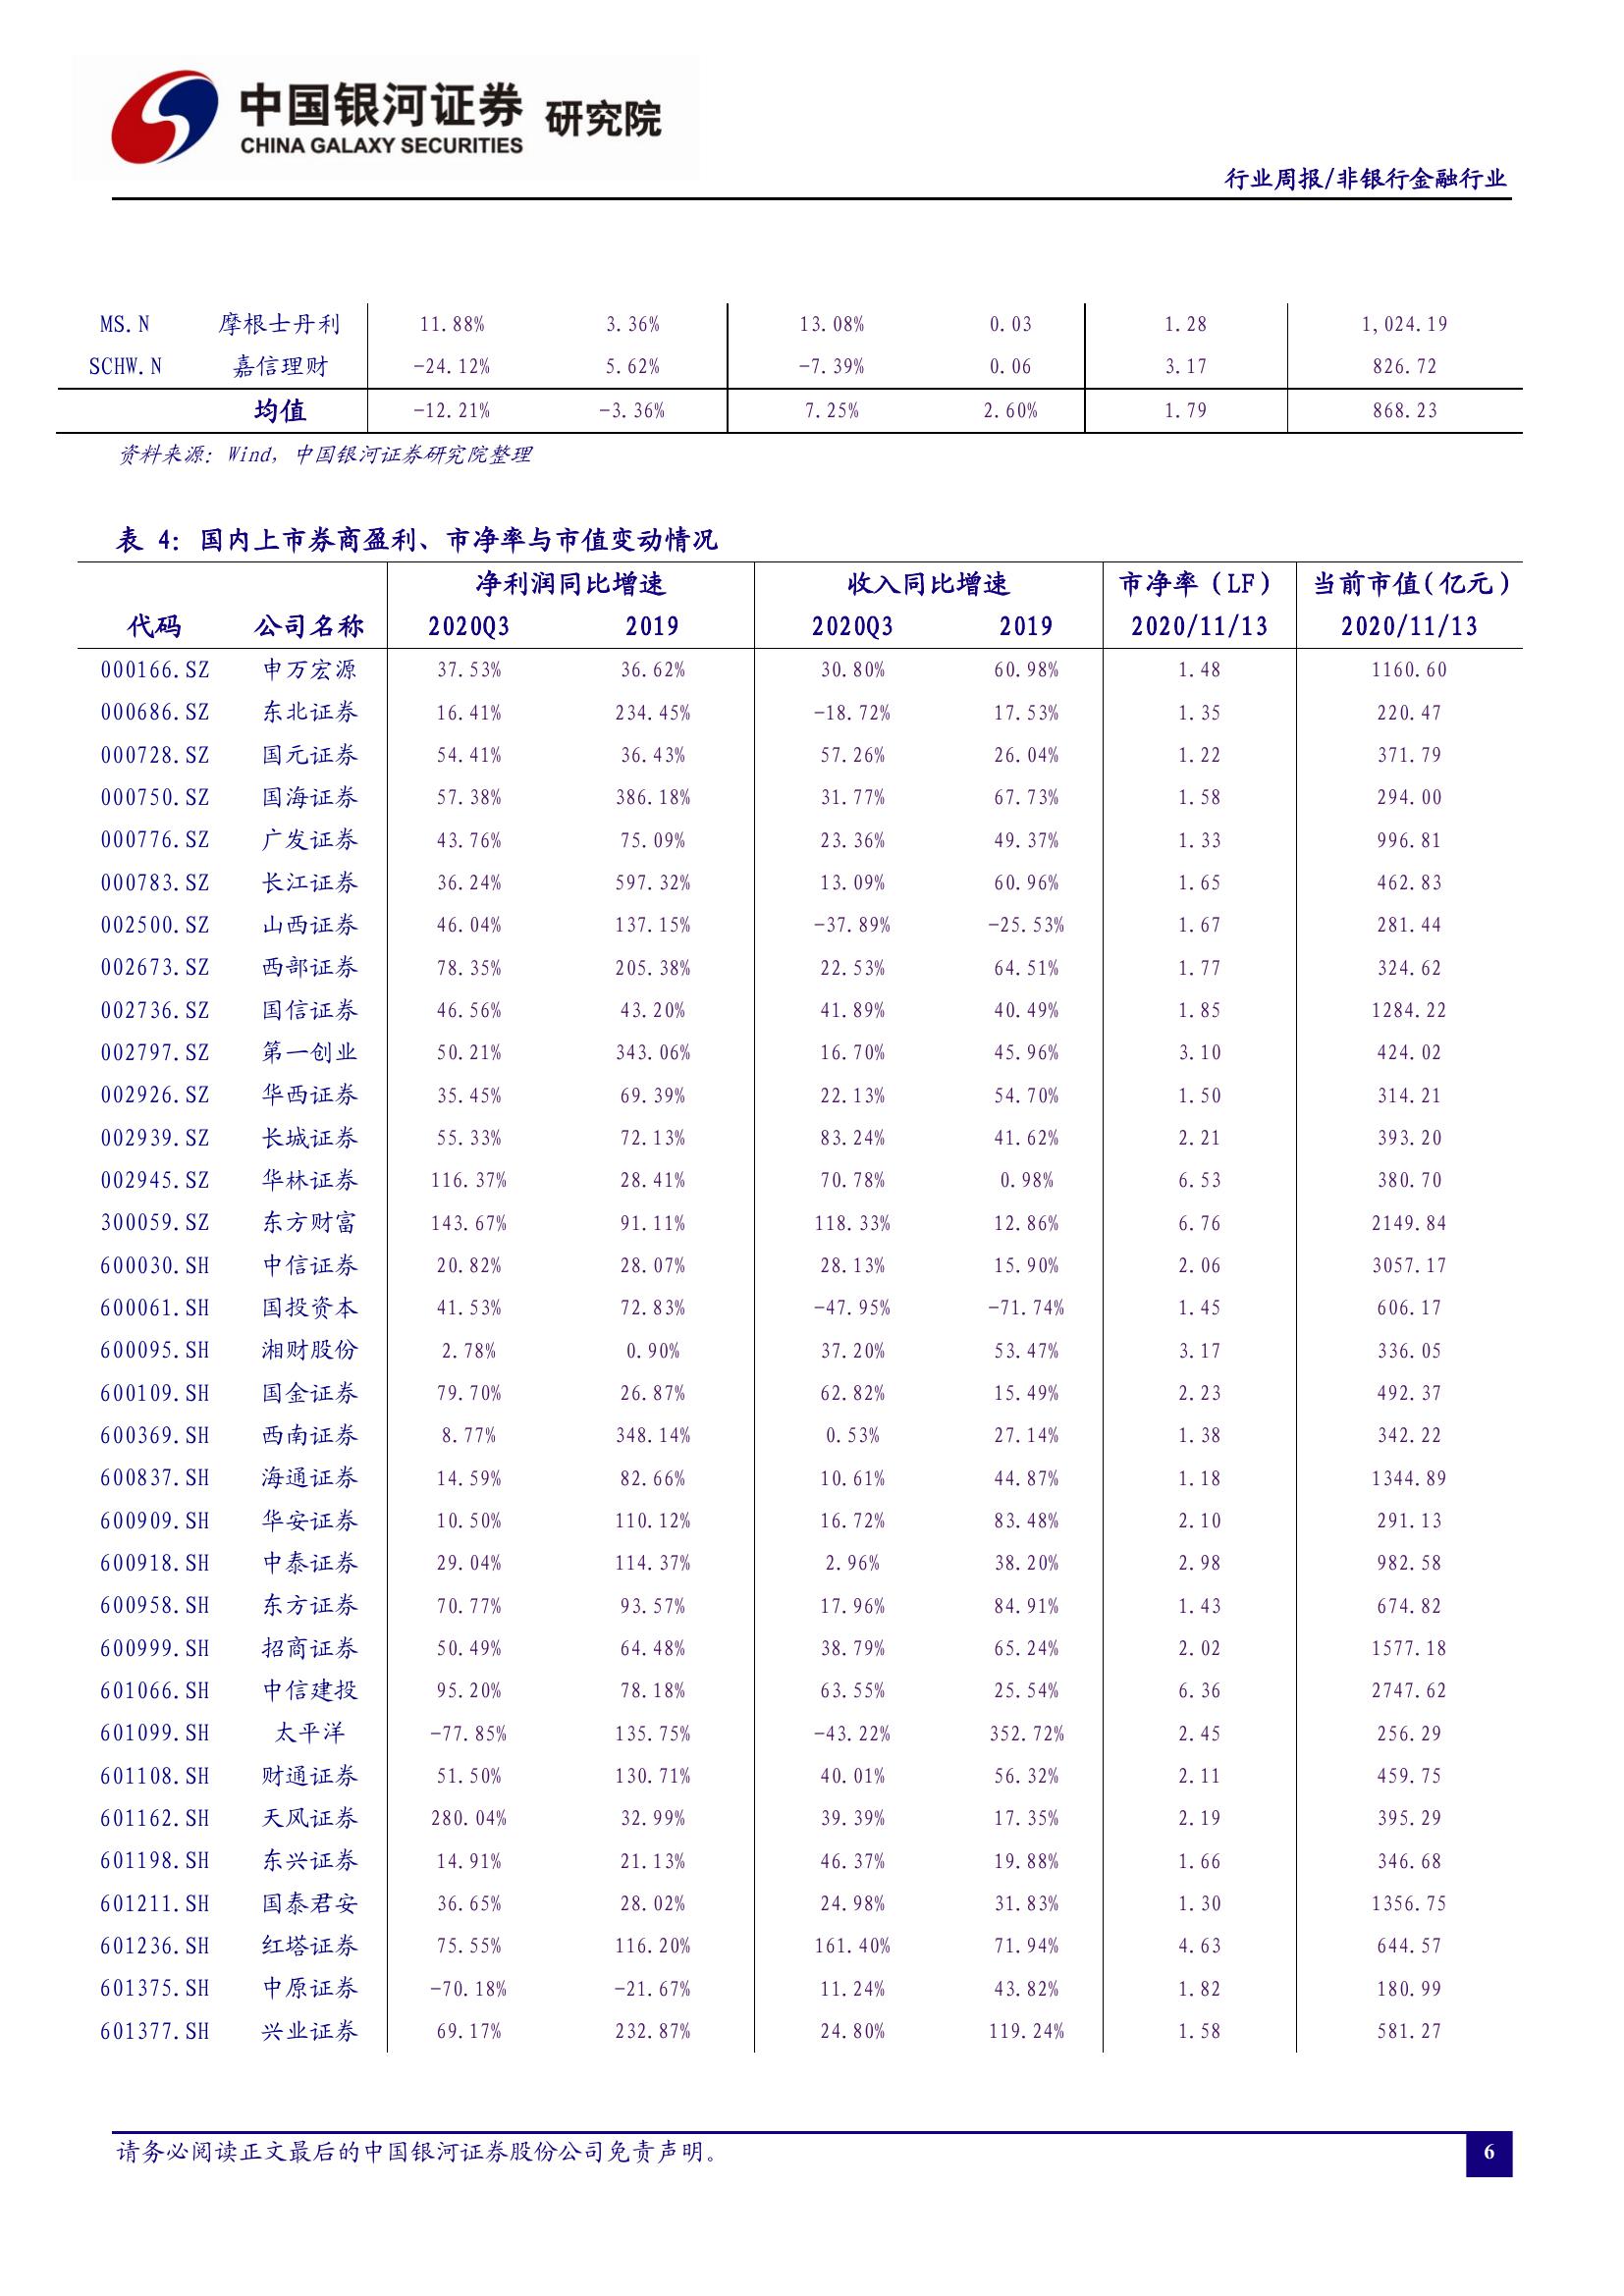 中国银河证券 研究院
CHINA GALAXY SECURITIES
行业周报/非银行金融行业
MS.N 摩根士丹利 11.88% 3.36% 13.08% 0.03 1.28 1,024.19
SCHW.N 嘉信理财 -24.12% 5.62% -7.39% 0.06 3.17 826.72
均值 -12.21% -3.36% 7.25% 2.60% 1.79 868.23
资料来源：Wind，中国银河证券研究院整理
表 4：国内上市券商盈利、市净率与市值变动情况
净利润同比增速 收入同比增速 市净率（LF） 当前市值(亿元)
代码 公司名称 2020Q3 2019 2020Q3 2019 2020/11/13 2020/11/13
000166.SZ 申万宏源 37.53% 36.62% 30.80% 60.98% 1.48 1160.60
000686.SZ 东北证券 16.41% 234.45% -18.72% 17.53% 1.35 220.47
000728.SZ 国元证券 54.41% 36.43% 57.26% 26.04% 1.22 371.79
000750.SZ 国海证券 57.38% 386.18% 31.77% 67.73% 1.58 294.00
000776.SZ 广发证券 43.76% 75.09% 23.36% 49.37% 1.33 996.81
000783.SZ 长江证券 36.24% 597.32% 13.09% 60.96% 1.65 462.83
002500.SZ 山西证券 46.04% 137.15% -37.89% -25.53% 1.67 281.44
002673.SZ 西部证券 78.35% 205.38% 22.53% 64.51% 1.77 324.62
002736.SZ 国信证券 46.56% 43.20% 41.89% 40.49% 1.85 1284.22
002797.SZ 第一创业 50.21% 343.06% 16.70% 45.96% 3.10 424.02
002926.SZ 华西证券 35.45% 69.39% 22.13% 54.70% 1.50 314.21
002939.SZ 长城证券 55.33% 72.13% 83.24% 41.62% 2.21 393.20
002945.SZ 华林证券 116.37% 28.41% 70.78% 0.98% 6.53 380.70
300059.SZ 东方财富 143.67% 91.11% 118.33% 12.86% 6.76 2149.84
600030.SH 中信证券 20.82% 28.07% 28.13% 15.90% 2.06 3057.17
600061.SH 国投资本 41.53% 72.83% -47.95% -71.74% 1.45 606.17
600095.SH 湘财股份 2.78% 0.90% 37.20% 53.47% 3.17 336.05
600109.SH 国金证券 79.70% 26.87% 62.82% 15.49% 2.23 492.37
600369.SH 西南证券 8.77% 348.14% 0.53% 27.14% 1.38 342.22
600837.SH 海通证券 14.59% 82.66% 10.61% 44.87% 1.18 1344.89
600909.SH 华安证券 10.50% 110.12% 16.72% 83.48% 2.10 291.13
600918.SH 中泰证券 29.04% 114.37% 2.96% 38.20% 2.98 982.58
600958.SH 东方证券 70.77% 93.57% 17.96% 84.91% 1.43 674.82
600999.SH 招商证券 50.49% 64.48% 38.79% 65.24% 2.02 1577.18
601066.SH 中信建投 95.20% 78.18% 63.55% 25.54% 6.36 2747.62
601099.SH 太平洋 -77.85% 135.75% -43.22% 352.72% 2.45 256.29
601108.SH 财通证券 51.50% 130.71% 40.01% 56.32% 2.11 459.75
601162.SH 天风证券 280.04% 32.99% 39.39% 17.35% 2.19 395.29
601198.SH 东兴证券 14.91% 21.13% 46.37% 19.88% 1.66 346.68
601211.SH 国泰君安 36.65% 28.02% 24.98% 31.83% 1.30 1356.75
601236.SH 红塔证券 75.55% 116.20% 161.40% 71.94% 4.63 644.57
601375.SH 中原证券 -70.18% -21.67% 11.24% 43.82% 1.82 180.99
601377.SH 兴业证券 69.17% 232.87% 24.80% 119.24% 1.58 581.27
请务必阅读正文最后的中国银河证券股份公司免责声明。
6